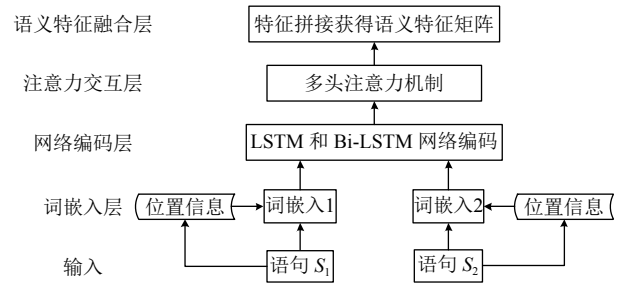 语义特征融合层 特征拼接获得语义特征矩阵
注意力交互层 多头注意力机制
网络编码层 LSTM 和 Bi-LSTM 网络编码
词嵌入层 位置信息 词嵌入1 词嵌入2 位置信息
输入 语句 S₁ 语句 S₂